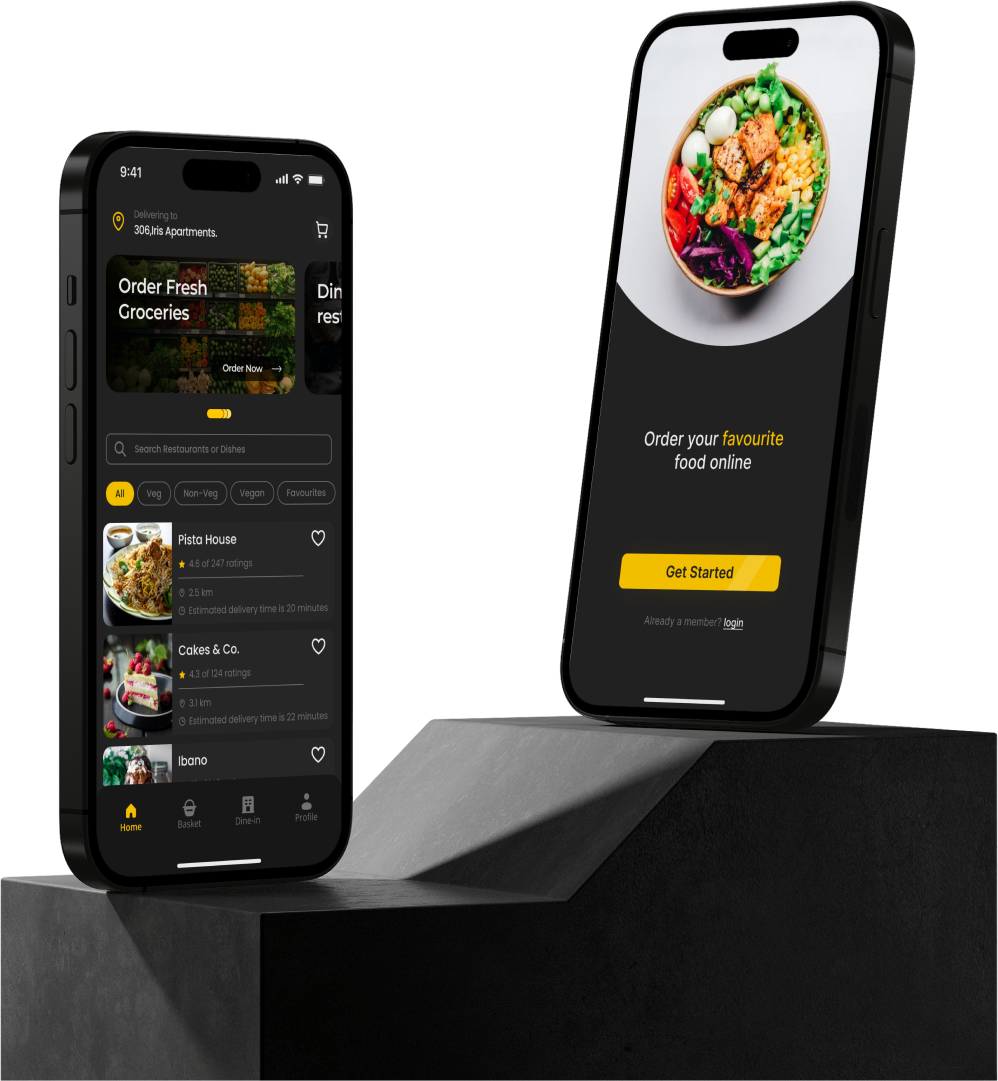 9:41
Delivering to
306,Iris Apartments.
Order Fresh
Groceries
Order Now
Din
rest
Search Restaurants or Dishes
All Veg Non-Veg Vegan Favourites
Pista House
4.6 of 247 ratings
2.5 km
Estimated delivery time is 20 minutes
Cakes & Co.
4.3 of 124 ratings
3.1 km
Estimated delivery time is 22 minutes
Ibano
Home Basket Dine-in Profile
Order your favourite
food online
Get Started
Already a member? login